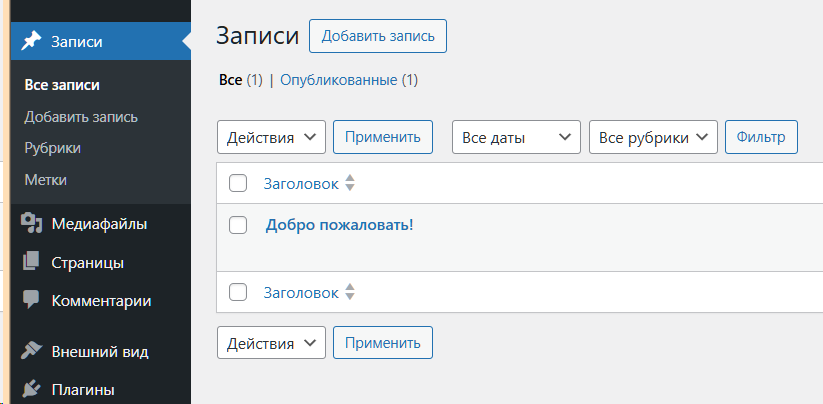 Записи
Все записи
Добавить запись
Рубрики
Метки
Медиафайлы
Страницы
Комментарии
Внешний вид
Плагины
Записи Добавить запись
Все (1) | Опубликованные (1)
Действия Применить Все даты Все рубрики Фильтр
Заголовок
Добро пожаловать!
Заголовок
Действия Применить